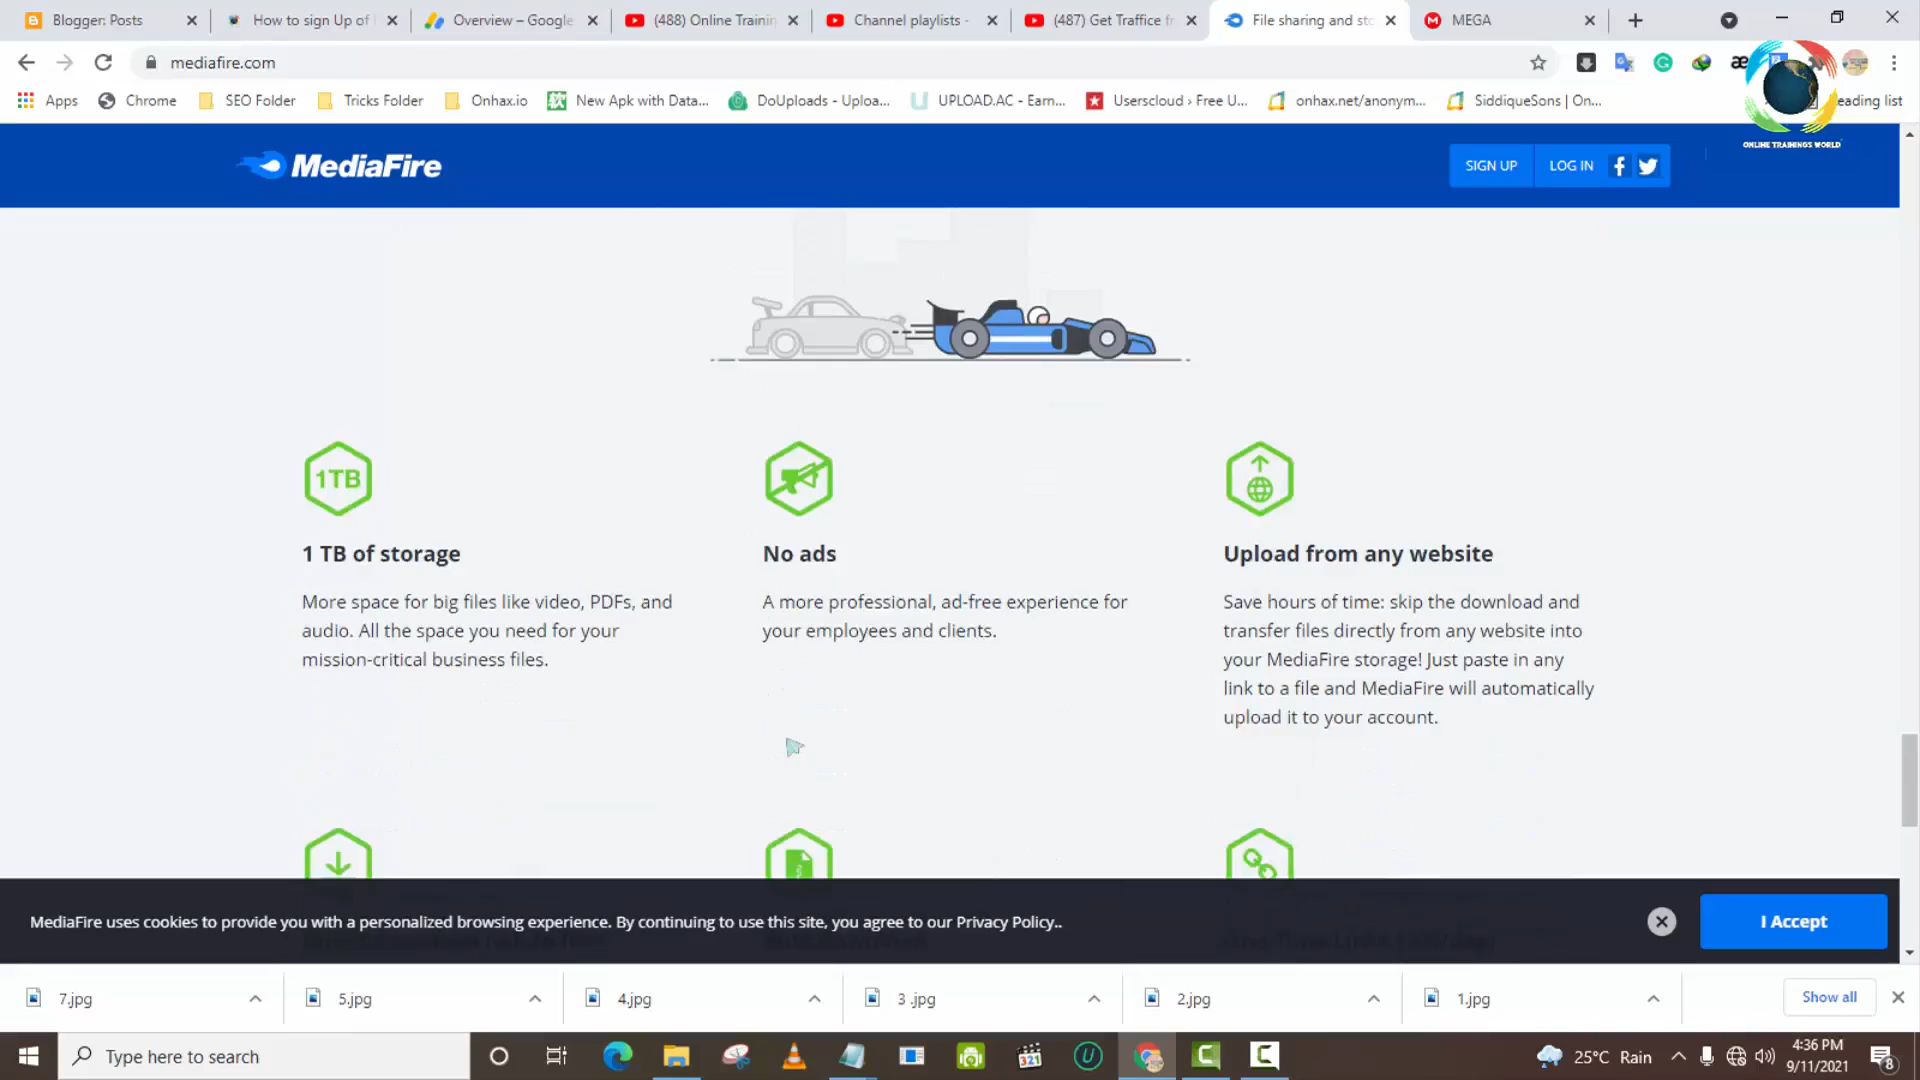 Blogger: Posts
How to sign Up of
Overview – Google
(488) Online Trainin
Channel playlists -
(487) Get Traffice fr
File sharing and sto
MEGA
mediafire.com
Apps
Chrome
SEO Folder
Tricks Folder
Onhax.io
New Apk with Data...
DoUploads - Uploa...
UPLOAD.AC - Earn...
Userscloud › Free U...
onhax.net/anonym...
SiddiqueSons | On...
eading list
ONLINE TRAININGS WORLD
MediaFire
SIGN UP
LOG IN
1TB
1 TB of storage
More space for big files like video, PDFs, and
audio. All the space you need for your
mission-critical business files.
No ads
A more professional, ad-free experience for
your employees and clients.
Upload from any website
Save hours of time: skip the download and
transfer files directly from any website into
your MediaFire storage! Just paste in any
link to a file and MediaFire will automatically
upload it to your account.
MediaFire uses cookies to provide you with a personalized browsing experience. By continuing to use this site, you agree to our Privacy Policy..
I Accept
7.jpg
5.jpg
4.jpg
3 .jpg
2.jpg
1.jpg
Show all
Type here to search
321
25°C Rain
4:36 PM
9/11/2021
8